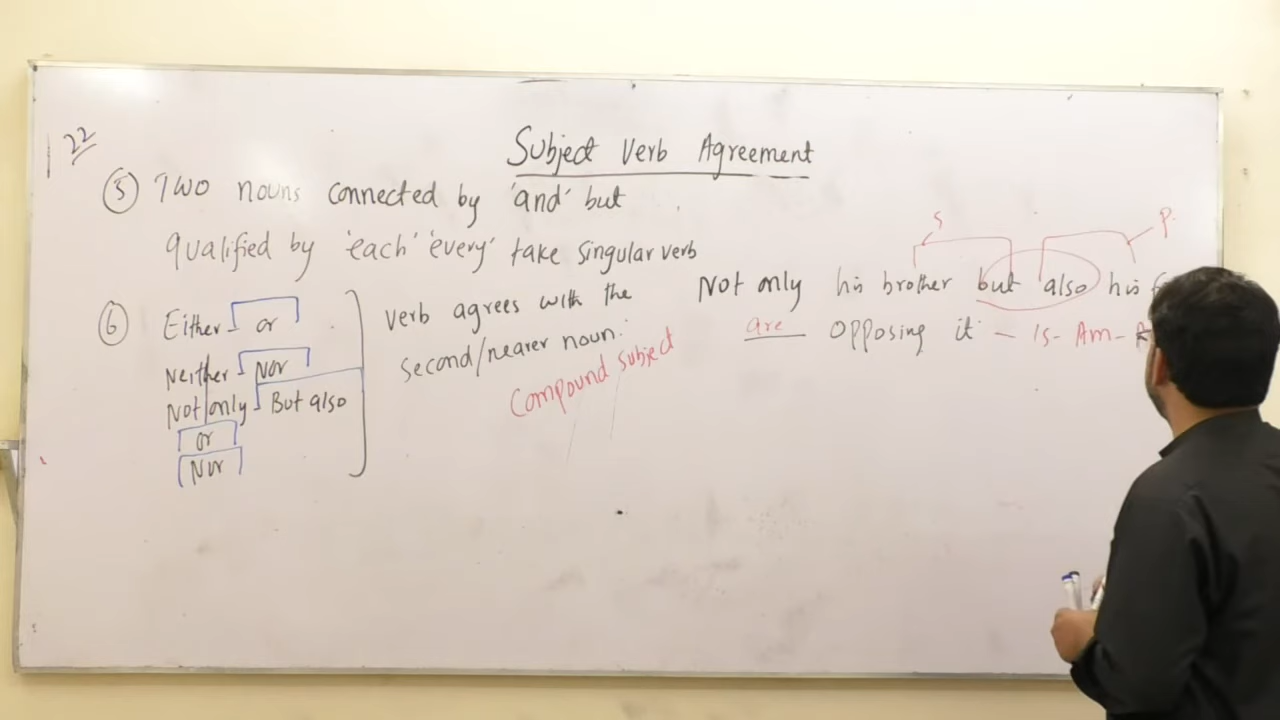 22
Subject Verb Agreement
5 Two nouns connected by 'and' but
qualified by 'each' 'every' take singular verb
6 Either or
Neither Nor
Not only But also
or
Nor
verb agrees with the
second/nearer noun.
Compound subject
S P.
Not only his brother but also his
are opposing it - Is- Am-